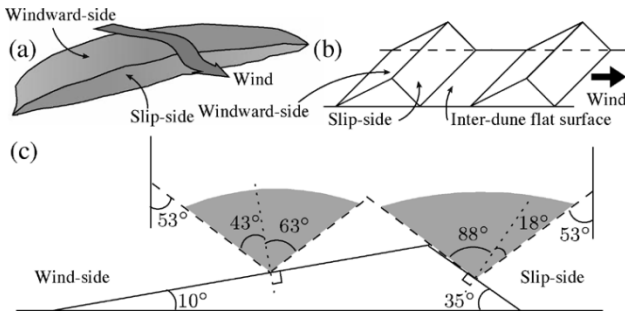 Windward-side
(a)
Wind
Slip-side
(b)
Windward-side
Slip-side
Inter-dune flat surface
Wind
(c)
53°
43°
63°
88°
18°
53°
Wind-side
Slip-side
10°
35°